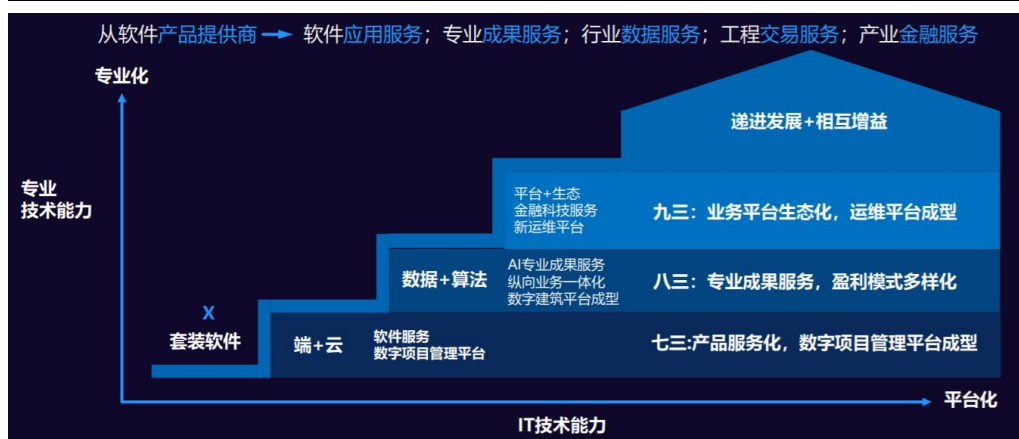 从软件产品提供商 → 软件应用服务；专业成果服务；行业数据服务；工程交易服务；产业金融服务
专业化
递进发展+相互增益
专业
技术能力
平台+生态
金融科技服务
新运维平台
九三：业务平台生态化，运维平台成型
数据+算法
AI专业成果服务
纵向业务一体化
数字建筑平台成型
八三：专业成果服务，盈利模式多样化
X
套装软件
端+云
软件服务
数字项目管理平台
七三:产品服务化，数字项目管理平台成型
平台化
IT技术能力